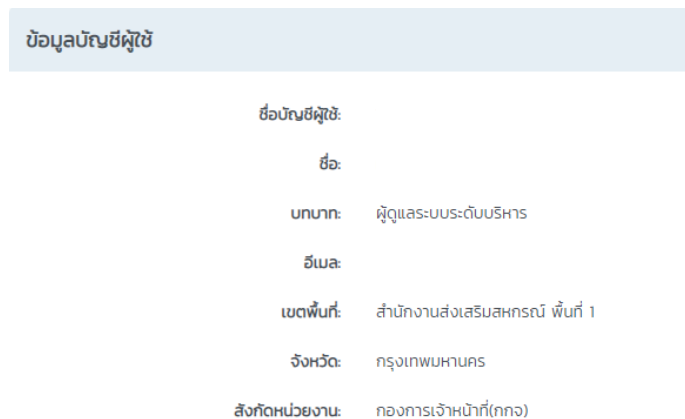 ข้อมูลบัญชีผู้ใช้
ชื่อบัญชีผู้ใช้:
ชื่อ:
บทบาท: ผู้ดูแลระบบระดับบริหาร
อีเมล:
เขตพื้นที่: สำนักงานส่งเสริมสหกรณ์ พื้นที่ 1
จังหวัด: กรุงเทพมหานคร
สังกัดหน่วยงาน: กองการเจ้าหน้าที่(กกจ)